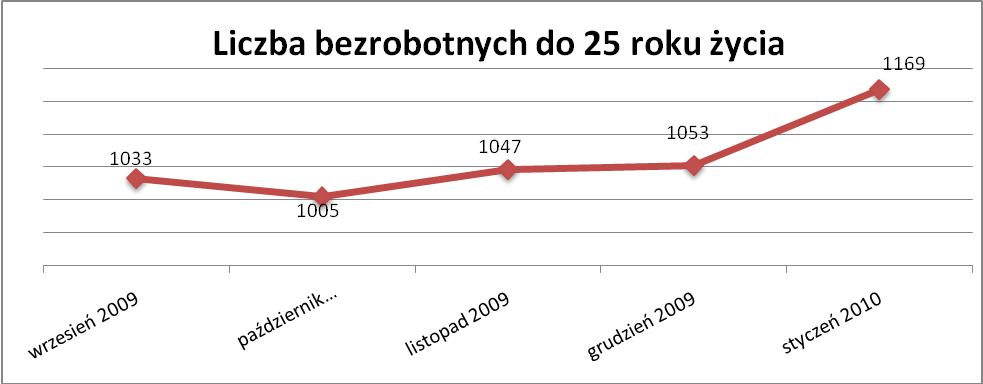 Liczba bezrobotnych do 25 roku życia
1033
1005
1047
1053
1169
wrzesień 2009
październik...
listopad 2009
grudzień 2009
styczeń 2010